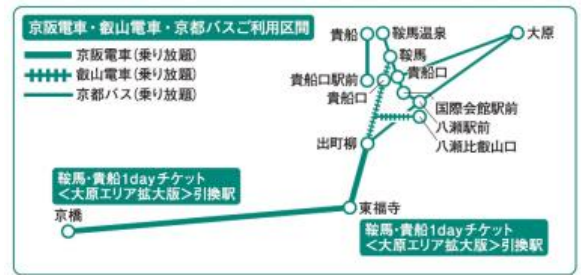 京阪電車・叡山電車・京都バスご利用区間
京阪電車(乗り放題)
叡山電車(乗り放題)
京都バス(乗り放題)
貴船
鞍馬温泉
大原
鞍馬
貴船口
貴船口駅前
貴船口
国際会館駅前
八瀬駅前
八瀬比叡山口
出町柳
鞍馬・貴船1dayチケット
<大原エリア拡大版>引換駅
京橋
東福寺
鞍馬・貴船1dayチケット
<大原エリア拡大版>引換駅